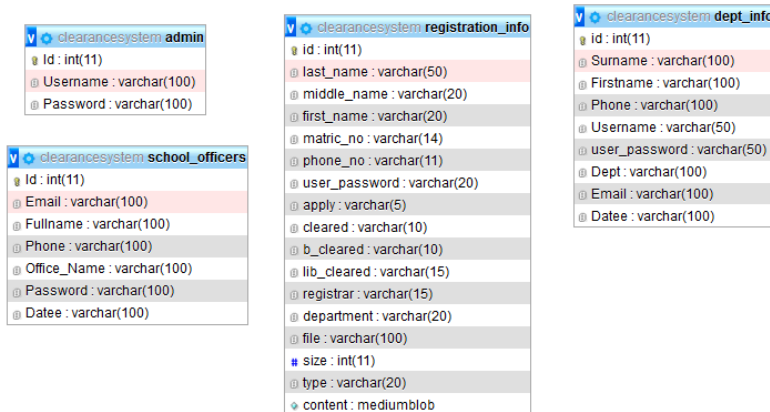 clearancesystem admin
Id : int(11)
Username : varchar(100)
Password : varchar(100)
clearancesystem school_officers
Id : int(11)
Email : varchar(100)
Fullname : varchar(100)
Phone : varchar(100)
Office_Name : varchar(100)
Password : varchar(100)
Datee : varchar(100)
clearancesystem registration_info
id : int(11)
last_name : varchar(50)
middle_name : varchar(20)
first_name : varchar(20)
matric_no : varchar(14)
phone_no : varchar(11)
user_password : varchar(20)
apply : varchar(5)
cleared : varchar(10)
b_cleared : varchar(10)
lib_cleared : varchar(15)
registrar : varchar(15)
department : varchar(20)
file : varchar(100)
# size : int(11)
type : varchar(20)
content : mediumblob
clearancesystem dept_info
id : int(11)
Surname : varchar(100)
Firstname : varchar(100)
Phone : varchar(100)
Username : varchar(50)
user_password : varchar(50)
Dept : varchar(100)
Email : varchar(100)
Datee : varchar(100)